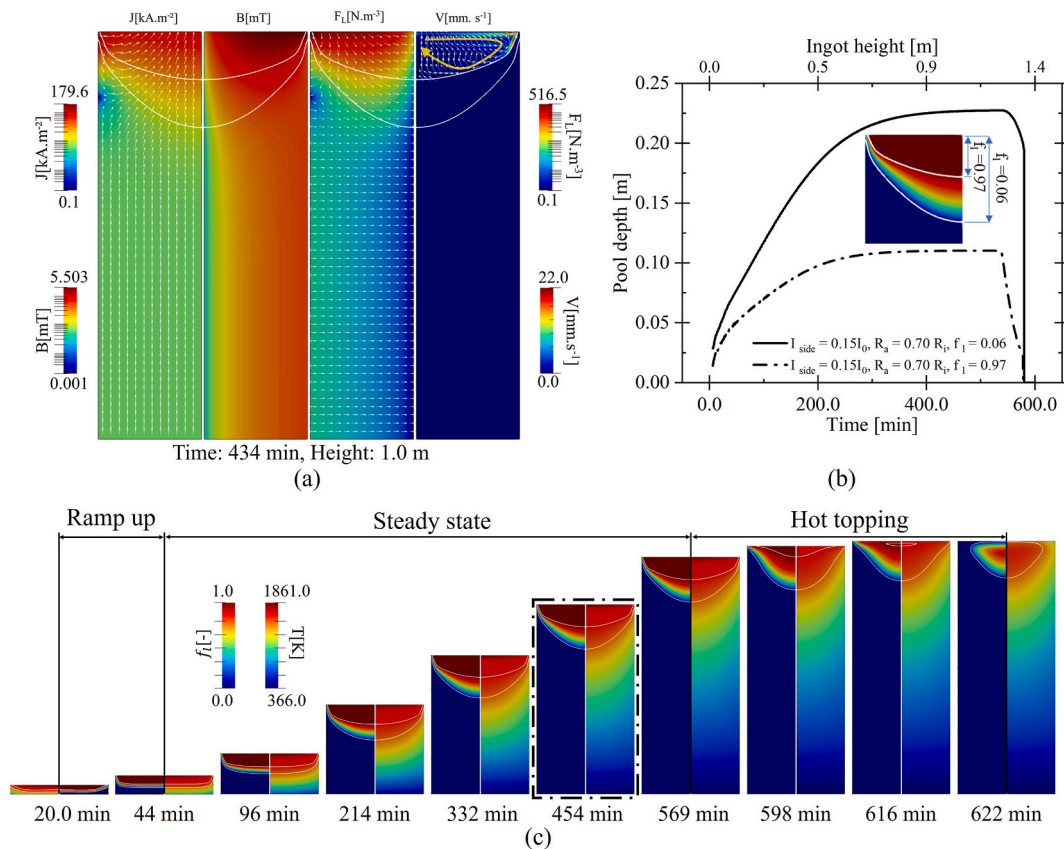 J[kA.m⁻²]
B[mT]
F_L[N.m⁻³]
V[mm. s⁻¹]
179.6
J[kA.m⁻²]
0.1
5.503
B[mT]
0.001
516.5
F_L[N.m⁻³]
0.1
22.0
V[mm.s⁻¹]
0.0
Time: 434 min, Height: 1.0 m
(a)
Ingot height [m]
0.0 0.5 0.9 1.4
0.25
0.20
0.15
0.10
0.05
0.00
Pool depth [m]
f_l=0.97
f_l=0.06
I side = 0.15I₀, R_a = 0.70 R_i, f_l = 0.06
I side = 0.15I₀, R_a = 0.70 R_i, f_l = 0.97
0.0 200.0 400.0 600.0
Time [min]
(b)
Ramp up
Steady state
Hot topping
1.0
f_l[-]
0.0
1861.0
T[K]
366.0
20.0 min
44 min
96 min
214 min
332 min
454 min
569 min
598 min
616 min
622 min
(c)